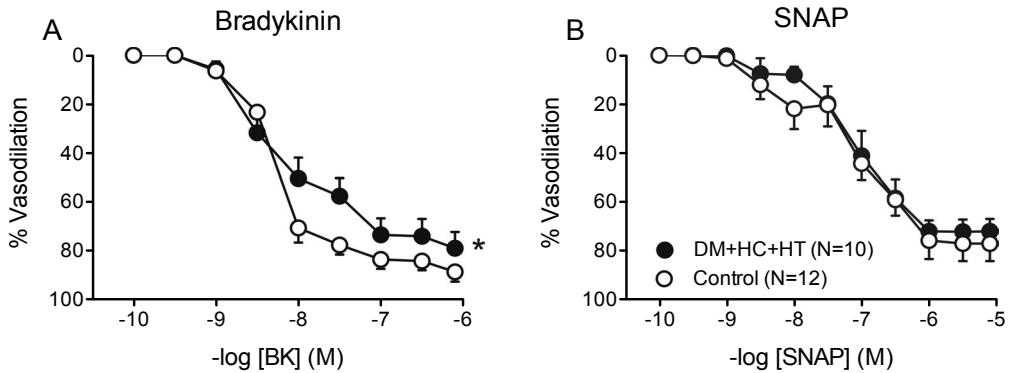 A
Bradykinin
% Vasodilation
0
20
40
60
80
100
*
-10
-9
-8
-7
-6
-log [BK] (M)
B
SNAP
% Vasodilation
0
20
40
60
80
100
DM+HC+HT (N=10)
Control (N=12)
-10
-9
-8
-7
-6
-5
-log [SNAP] (M)